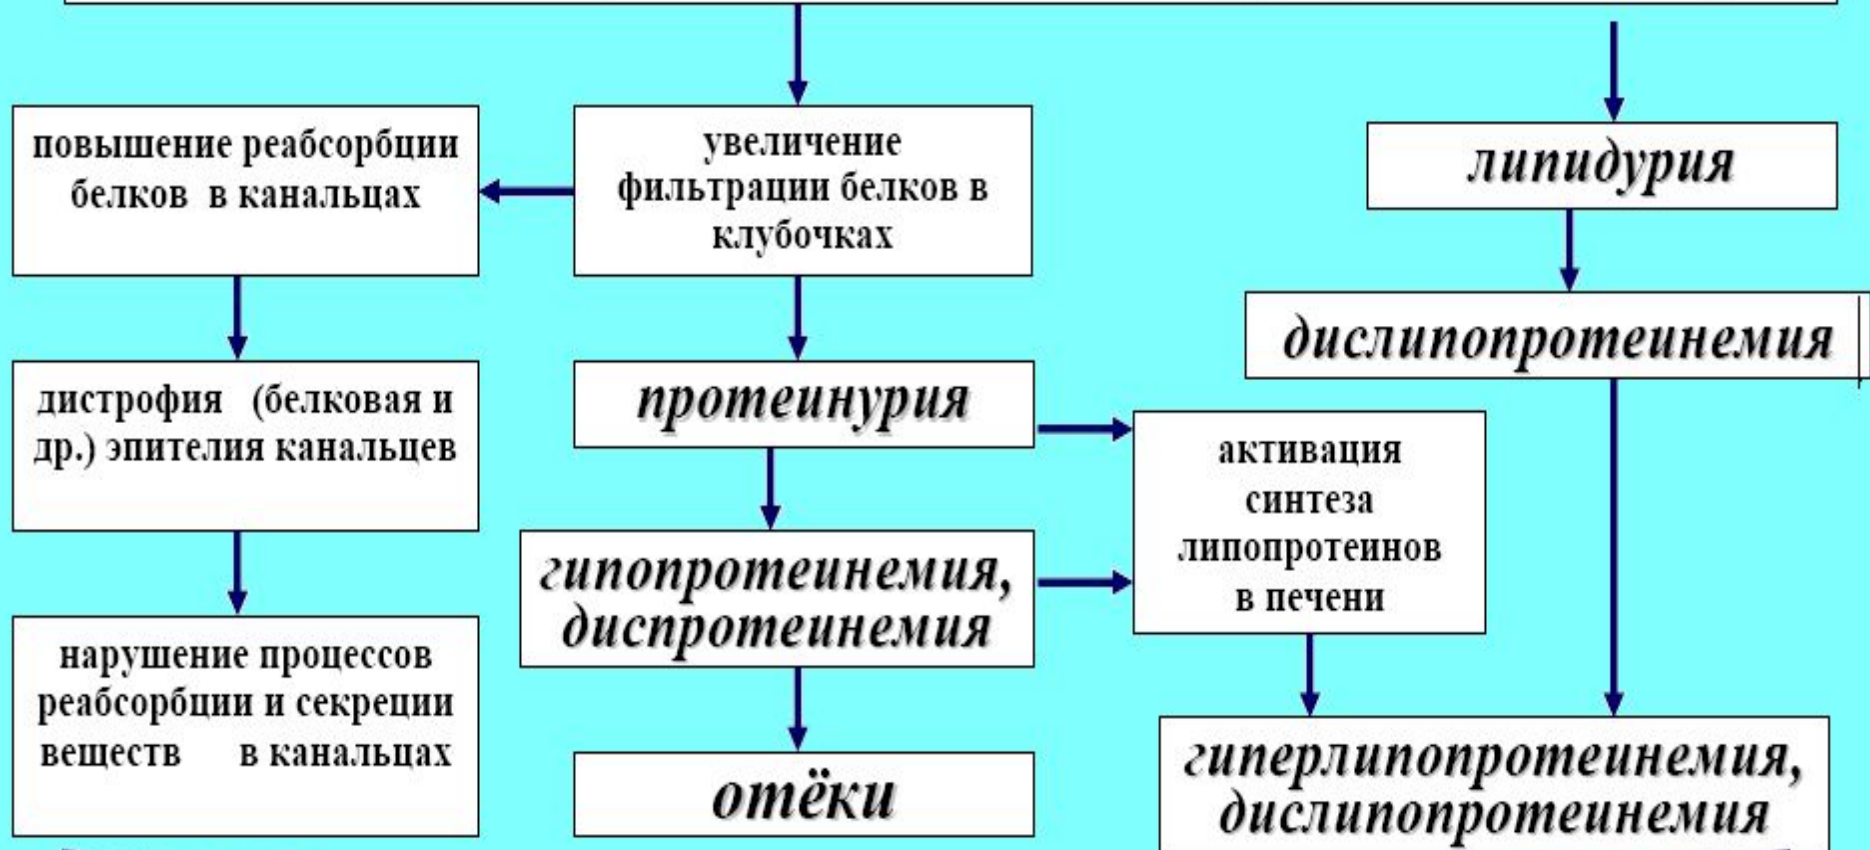 повышение реабсорбции
белков в канальцах
увеличение
фильтрации белков в
клубочках
липидурия
дислипопротеинемия
дистрофия (белковая и
др.) эпителия канальцев
протеинурия
активация
синтеза
липопротеинов
в печени
гипопротеинемия,
диспротеинемия
нарушение процессов
реабсорбции и секреции
веществ в канальцах
отёки
гиперлипопротеинемия,
дислипопротеинемия